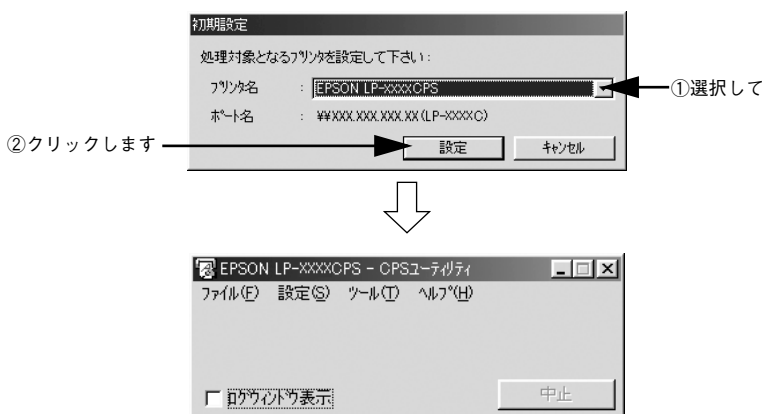 初期設定
処理対象となるプリンタを設定して下さい:
プリンタ名 : EPSON LP-XXXXCPS
①選択して
ポート名 : ¥¥XXX.XXX.XXX.XX(LP-XXXXC)
②クリックします
設定 キャンセル
EPSON LP-XXXXCPS - CPSユーティリティ
ファイル(F) 設定(S) ツール(T) ヘルプ(H)
ログウィンドウ表示 中止